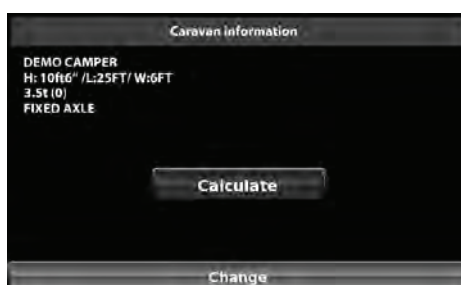 Caravan information
DEMO CAMPER
H: 10ft6" /L:25FT/ W:6FT
3.5t (0)
FIXED AXLE
Calculate
Change